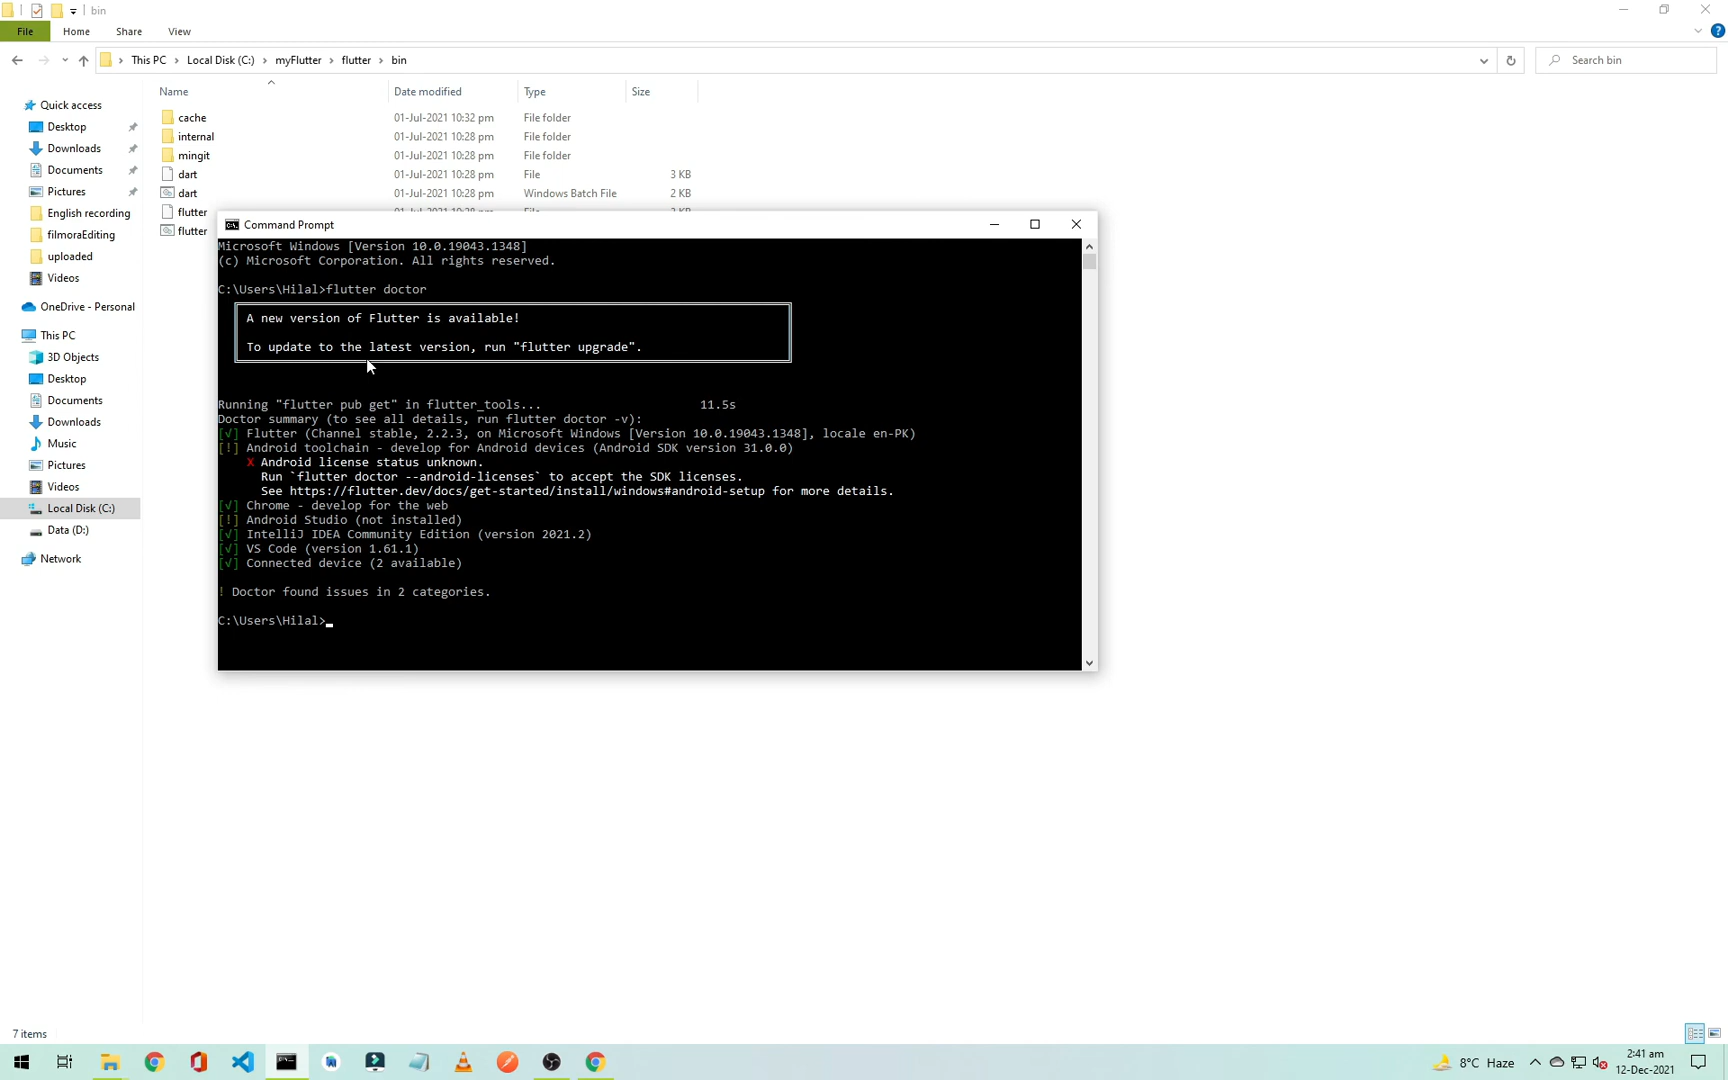 bin
File
Home
Share
View
This PC
Local Disk (C:)
myFlutter
flutter
bin
Search bin
Name
Date modified
Type
Size
Quick access
Desktop
Downloads
Documents
Pictures
English recording
filmoraEditing
uploaded
Videos
OneDrive - Personal
This PC
3D Objects
Desktop
Documents
Downloads
Music
Pictures
Videos
Local Disk (C:)
Data (D:)
Network
cache 01-Jul-2021 10:32 pm File folder
internal 01-Jul-2021 10:28 pm File folder
mingit 01-Jul-2021 10:28 pm File folder
dart 01-Jul-2021 10:28 pm File 3 KB
dart 01-Jul-2021 10:28 pm Windows Batch File 2 KB
flutter
flutter
Command Prompt
Microsoft Windows [Version 10.0.19043.1348]
(c) Microsoft Corporation. All rights reserved.
C:\Users\Hilal>flutter doctor
A new version of Flutter is available!
To update to the latest version, run "flutter upgrade".
Running "flutter pub get" in flutter_tools... 11.5s
Doctor summary (to see all details, run flutter doctor -v):
[√] Flutter (Channel stable, 2.2.3, on Microsoft Windows [Version 10.0.19043.1348], locale en-PK)
[!] Android toolchain - develop for Android devices (Android SDK version 31.0.0)
X Android license status unknown.
Run `flutter doctor --android-licenses` to accept the SDK licenses.
See https://flutter.dev/docs/get-started/install/windows#android-setup for more details.
[√] Chrome - develop for the web
[!] Android Studio (not installed)
[√] IntelliJ IDEA Community Edition (version 2021.2)
[√] VS Code (version 1.61.1)
[√] Connected device (2 available)
! Doctor found issues in 2 categories.
C:\Users\Hilal>
7 items
8°C Haze
2:41 am
12-Dec-2021